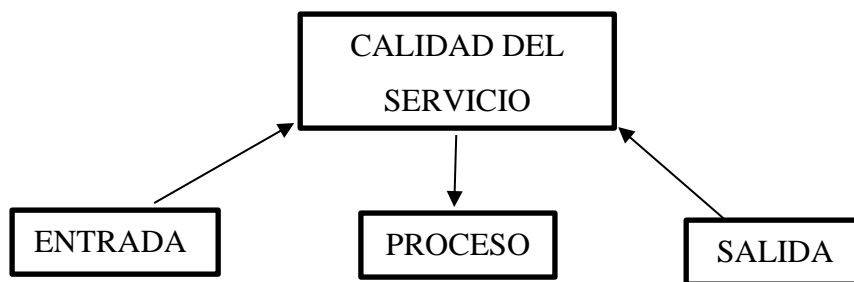 CALIDAD DEL
SERVICIO
ENTRADA
PROCESO
SALIDA